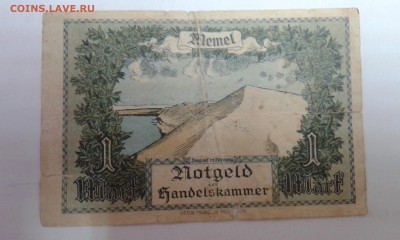 COINS.LAVE.RU
Memel
1 1
Mark Mark
Notgeld
der
Handelskammer